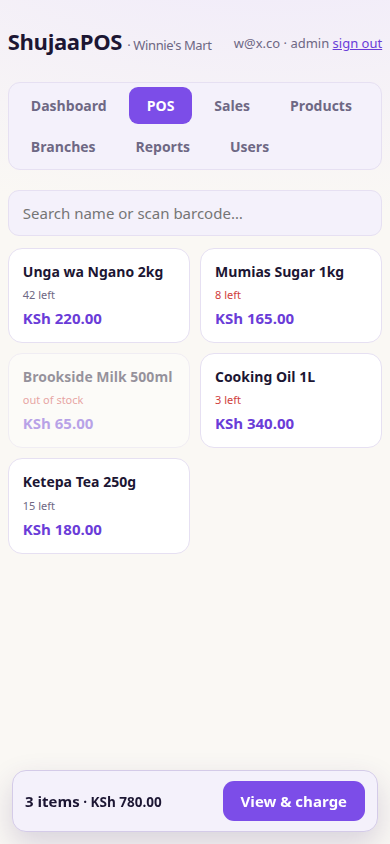 ShujaaPOS · Winnie's Mart w@x.co · admin sign out
Dashboard POS Sales Products
Branches Reports Users
Search name or scan barcode...
Unga wa Ngano 2kg
42 left
KSh 220.00
Mumias Sugar 1kg
8 left
KSh 165.00
Brookside Milk 500ml
out of stock
KSh 65.00
Cooking Oil 1L
3 left
KSh 340.00
Ketepa Tea 250g
15 left
KSh 180.00
3 items · KSh 780.00 View & charge